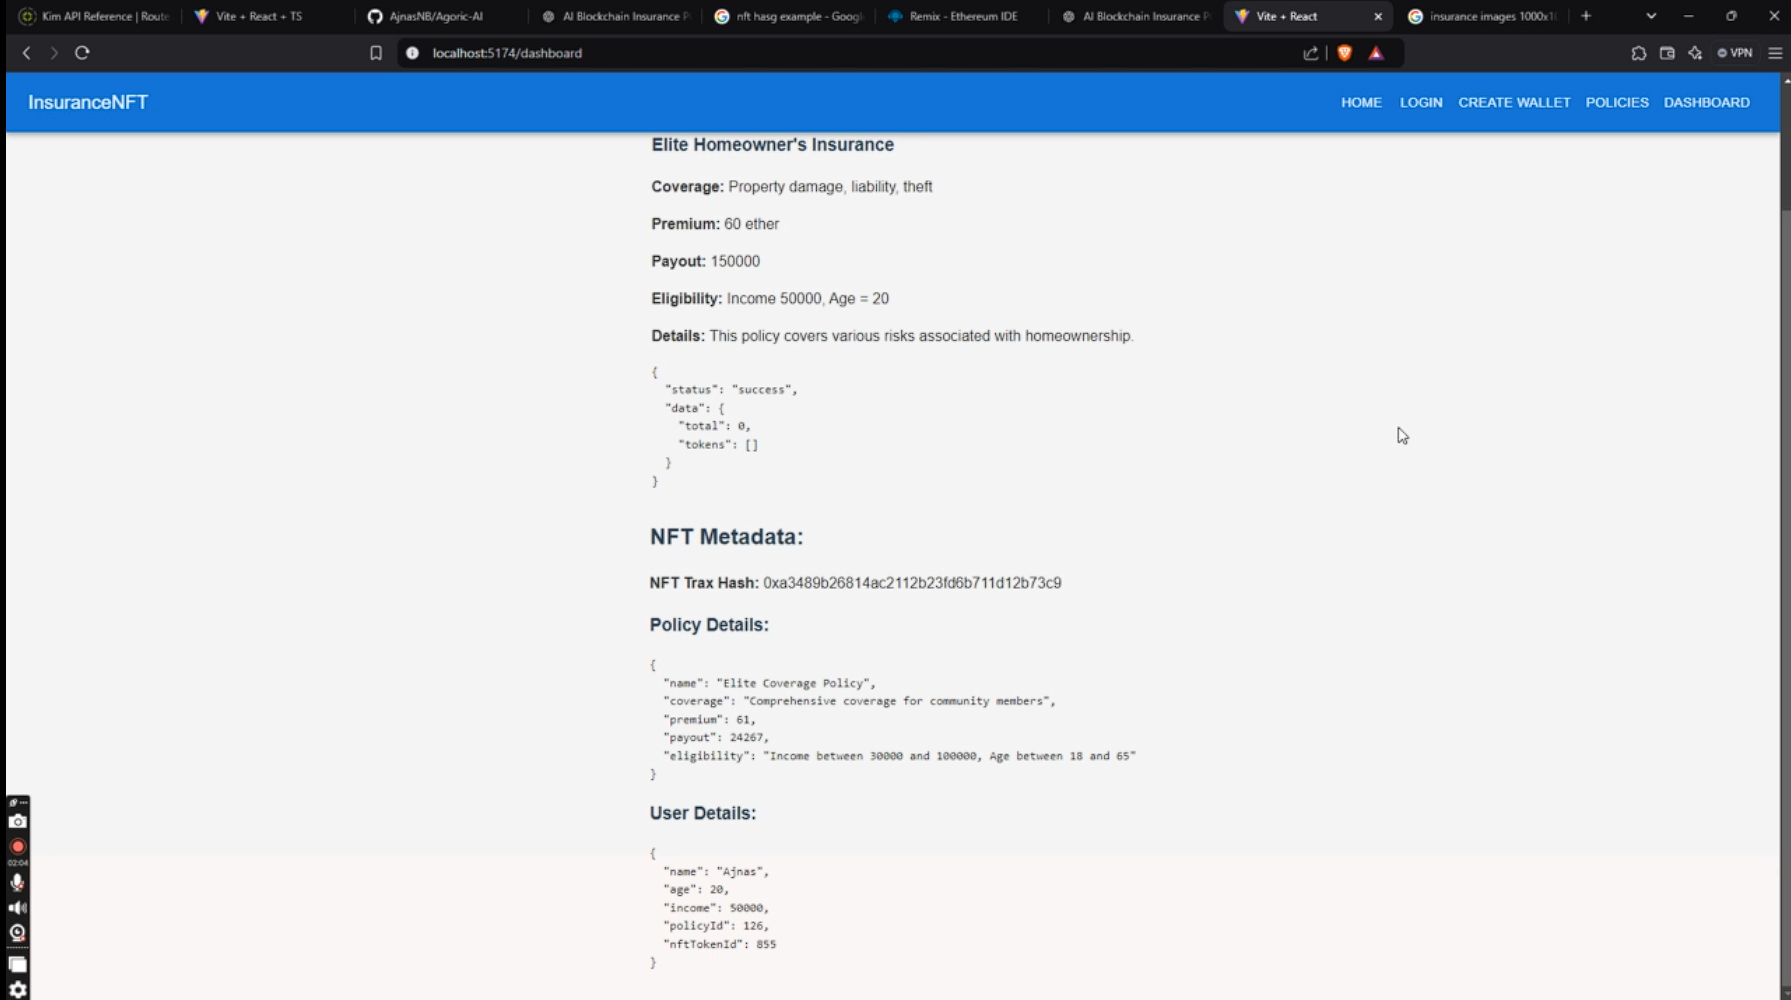 Kim API Reference | Route
Vite + React + TS
AjnasNB/Agoric-AI
AI Blockchain Insurance P
nft hasg example - Googl
Remix - Ethereum IDE
AI Blockchain Insurance P
Vite + React
insurance images 1000x10
localhost:5174/dashboard
VPN
InsuranceNFT
HOME
LOGIN
CREATE WALLET
POLICIES
DASHBOARD
Elite Homeowner's Insurance
Coverage: Property damage, liability, theft
Premium: 60 ether
Payout: 150000
Eligibility: Income 50000, Age = 20
Details: This policy covers various risks associated with homeownership.
{
"status": "success",
"data": {
"total": 0,
"tokens": []
}
}
NFT Metadata:
NFT Trax Hash: 0xa3489b26814ac2112b23fd6b711d12b73c9
Policy Details:
{
"name": "Elite Coverage Policy",
"coverage": "Comprehensive coverage for community members",
"premium": 61,
"payout": 24267,
"eligibility": "Income between 30000 and 100000, Age between 18 and 65"
}
User Details:
{
"name": "Ajnas",
"age": 20,
"income": 50000,
"policyId": 126,
"nftTokenId": 855
}
02:04